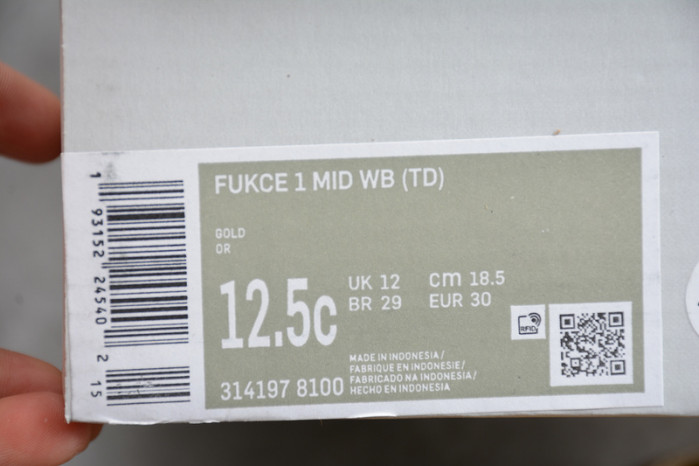 FUKCE 1 MID WB (TD)
GOLD
OR
12.5c
UK 12 cm 18.5
BR 29 EUR 30
RFID
314197 8100
MADE IN INDONESIA/
FABRIQUE EN INDONESIE/
FABRICADO NA INDONESIA/
HECHO EN INDONESIA
1 93152 24540 2 15